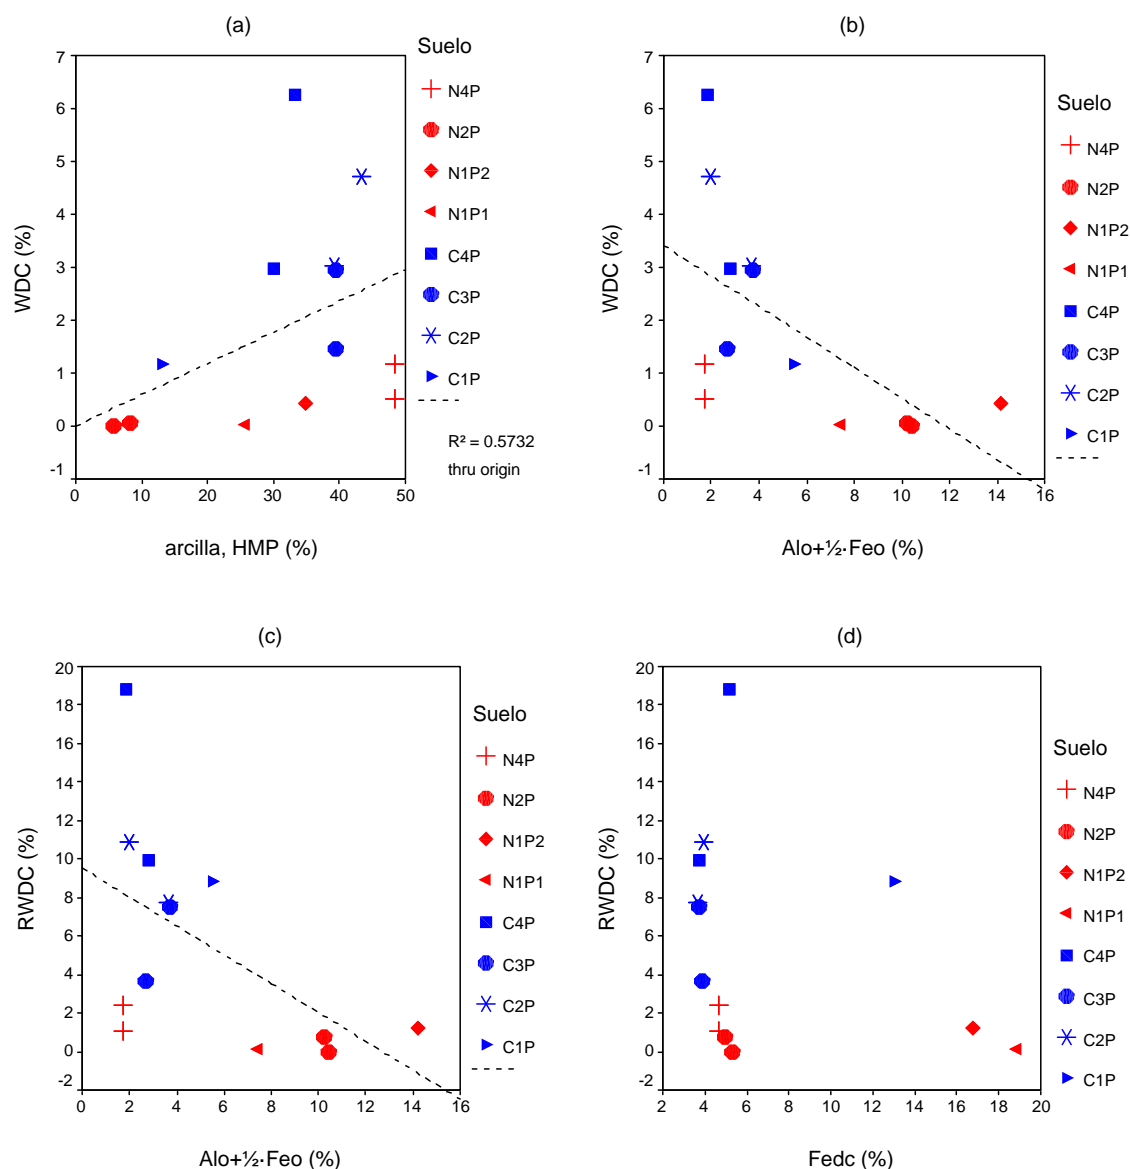 (a)
7
6
5
4
3
2
1
0
-1
WDC (%)
0 10 20 30 40 50
arcilla, HMP (%)
Suelo
N4P
N2P
N1P2
N1P1
C4P
C3P
C2P
C1P
R² = 0.5732
thru origin
(b)
7
6
5
4
3
2
1
0
-1
WDC (%)
0 2 4 6 8 10 12 14 16
Alo+½·Feo (%)
Suelo
N4P
N2P
N1P2
N1P1
C4P
C3P
C2P
C1P
(c)
20
18
16
14
12
10
8
6
4
2
0
-2
RWDC (%)
0 2 4 6 8 10 12 14 16
Alo+½·Feo (%)
Suelo
N4P
N2P
N1P2
N1P1
C4P
C3P
C2P
C1P
(d)
20
18
16
14
12
10
8
6
4
2
0
-2
RWDC (%)
2 4 6 8 10 12 14 16 18 20
Fedc (%)
Suelo
N4P
N2P
N1P2
N1P1
C4P
C3P
C2P
C1P